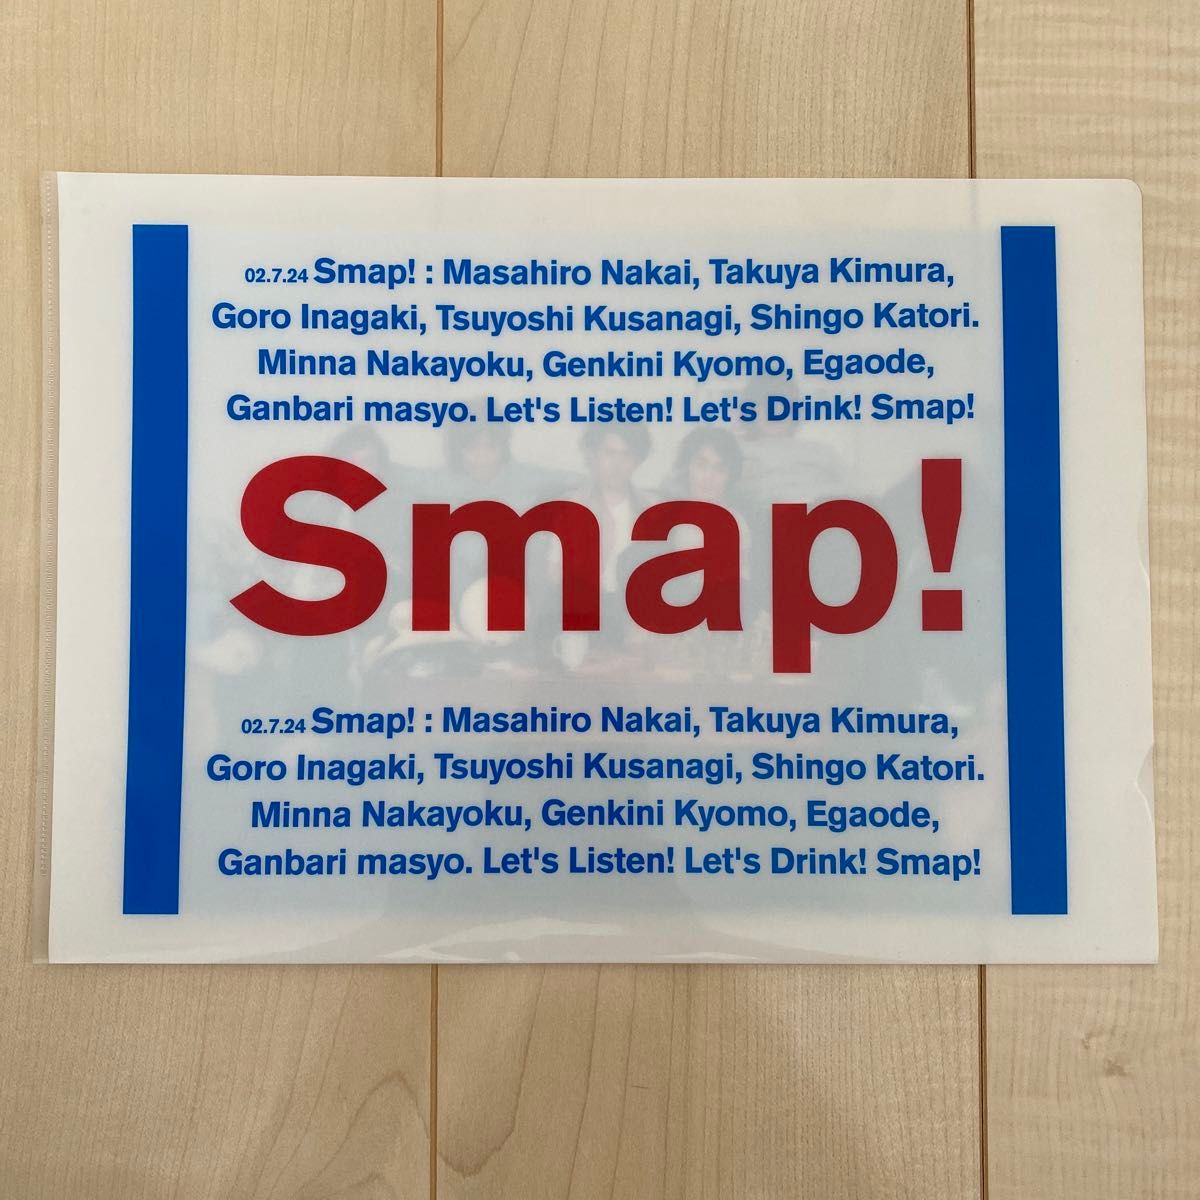 02.7.24 Smap! : Masahiro Nakai, Takuya Kimura,
Goro Inagaki, Tsuyoshi Kusanagi, Shingo Katori.
Minna Nakayoku, Genkini Kyomo, Egaode,
Ganbari masyo. Let's Listen! Let's Drink! Smap!
Smap!
02.7.24 Smap! : Masahiro Nakai, Takuya Kimura,
Goro Inagaki, Tsuyoshi Kusanagi, Shingo Katori.
Minna Nakayoku, Genkini Kyomo, Egaode,
Ganbari masyo. Let's Listen! Let's Drink! Smap!